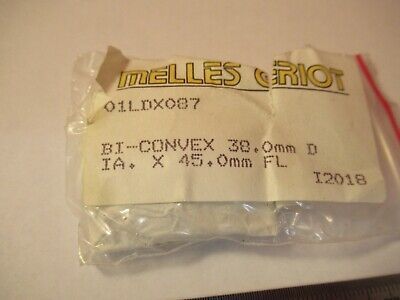 MELLES GRIOT
01LDX087
BI-CONVEX 38.0mm D
IA. X 45.0mm FL
I2018